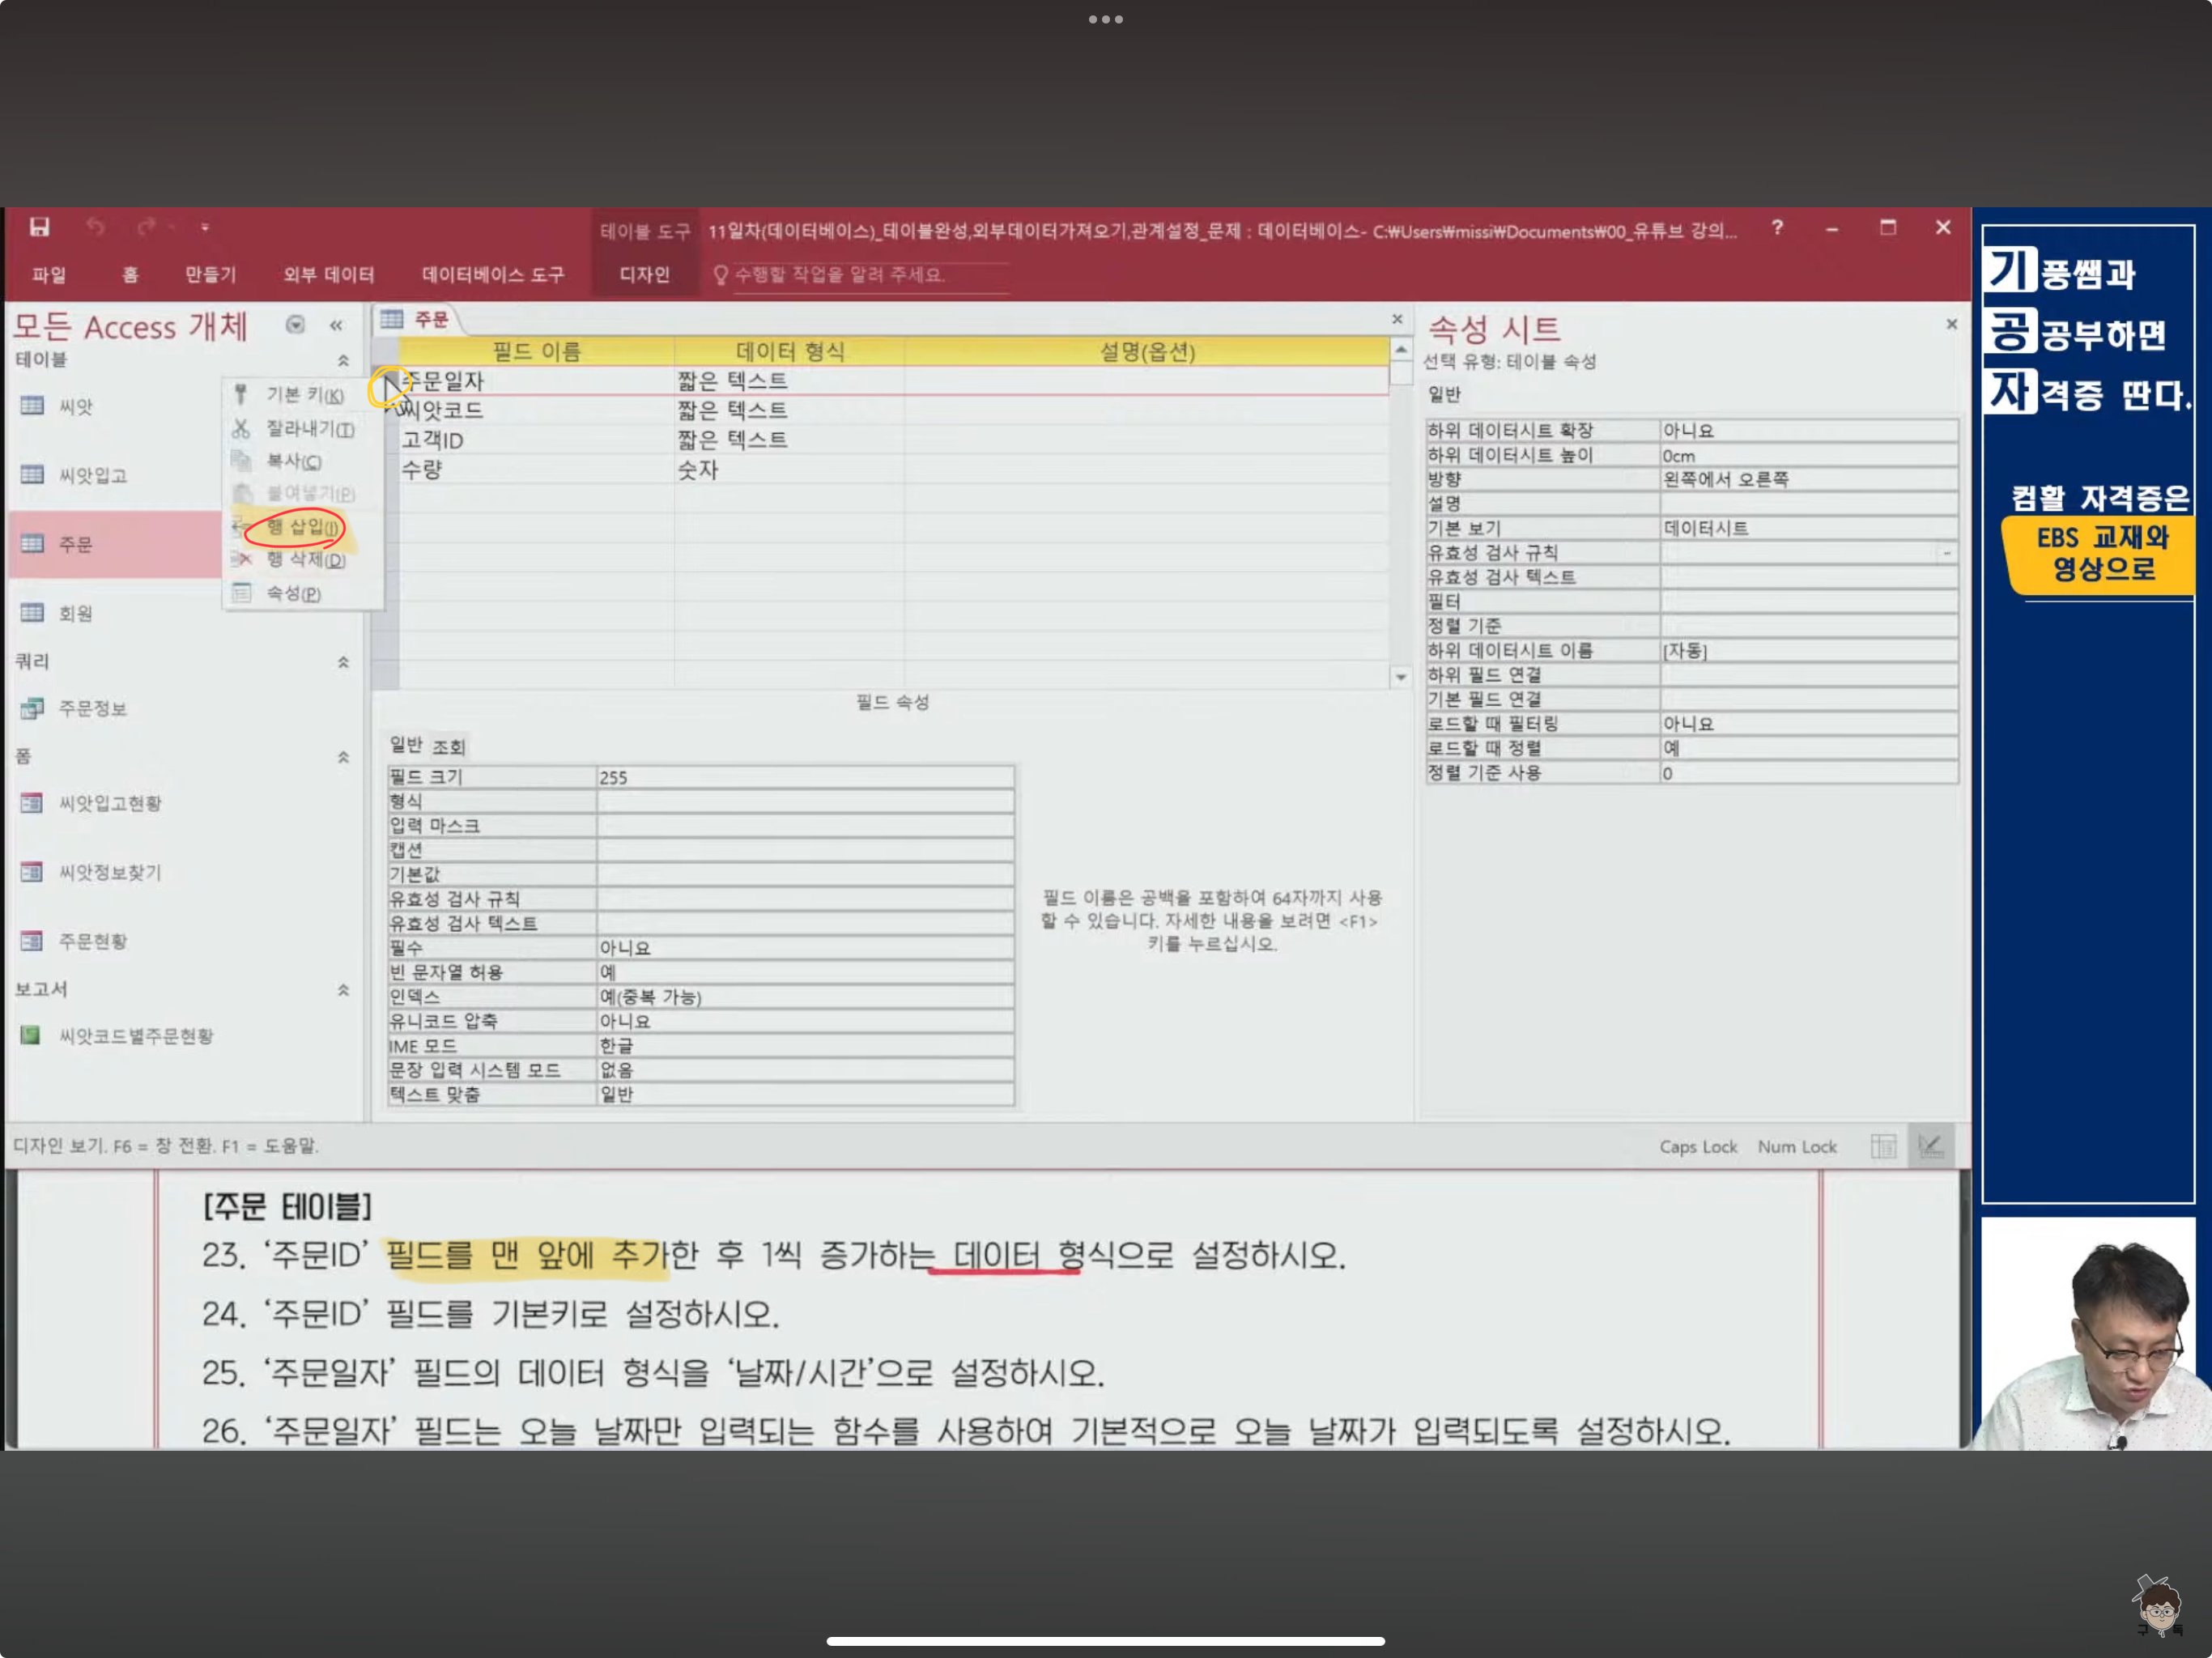 테이블 도구 11일차(데이터베이스)_테이블완성,외부데이터가져오기,관계설정_문제 : 데이터베이스- C:₩Users₩missi₩Documents₩00_유튜브 강의... ?
파일 홈 만들기 외부 데이터 데이터베이스 도구 디자인 수행할 작업을 알려 주세요.
모든 Access 개체
테이블
씨앗
씨앗입고
주문
회원
쿼리
주문정보
폼
씨앗입고현황
씨앗정보찾기
주문현황
보고서
씨앗코드별주문현황
기본 키(K)
잘라내기(T)
복사(C)
붙여넣기(P)
행 삽입(I)
행 삭제(D)
속성(P)
주문
필드 이름 데이터 형식 설명(옵션)
주문일자 짧은 텍스트
씨앗코드 짧은 텍스트
고객ID 짧은 텍스트
수량 숫자
필드 속성
일반 조회
필드 크기 255
형식
입력 마스크
캡션
기본값
유효성 검사 규칙
유효성 검사 텍스트
필수 아니요
빈 문자열 허용 예
인덱스 예(중복 가능)
유니코드 압축 아니요
IME 모드 한글
문장 입력 시스템 모드 없음
텍스트 맞춤 일반
필드 이름은 공백을 포함하여 64자까지 사용
할 수 있습니다. 자세한 내용을 보려면 <F1>
키를 누르십시오.
속성 시트
선택 유형: 테이블 속성
일반
하위 데이터시트 확장 아니요
하위 데이터시트 높이 0cm
방향 왼쪽에서 오른쪽
설명
기본 보기 데이터시트
유효성 검사 규칙
유효성 검사 텍스트
필터
정렬 기준
하위 데이터시트 이름 [자동]
하위 필드 연결
기본 필드 연결
로드할 때 필터링 아니요
로드할 때 정렬 예
정렬 기준 사용 0
디자인 보기. F6 = 창 전환. F1 = 도움말. Caps Lock Num Lock
[주문 테이블]
23. ‘주문ID’ 필드를 맨 앞에 추가한 후 1씩 증가하는 데이터 형식으로 설정하시오.
24. ‘주문ID’ 필드를 기본키로 설정하시오.
25. ‘주문일자’ 필드의 데이터 형식을 ‘날짜/시간’으로 설정하시오.
26. ‘주문일자’ 필드는 오늘 날짜만 입력되는 함수를 사용하여 기본적으로 오늘 날짜가 입력되도록 설정하시오.
기풍쌤과
공공부하면
자격증 딴다.
컴활 자격증은
EBS 교재와
영상으로
구독